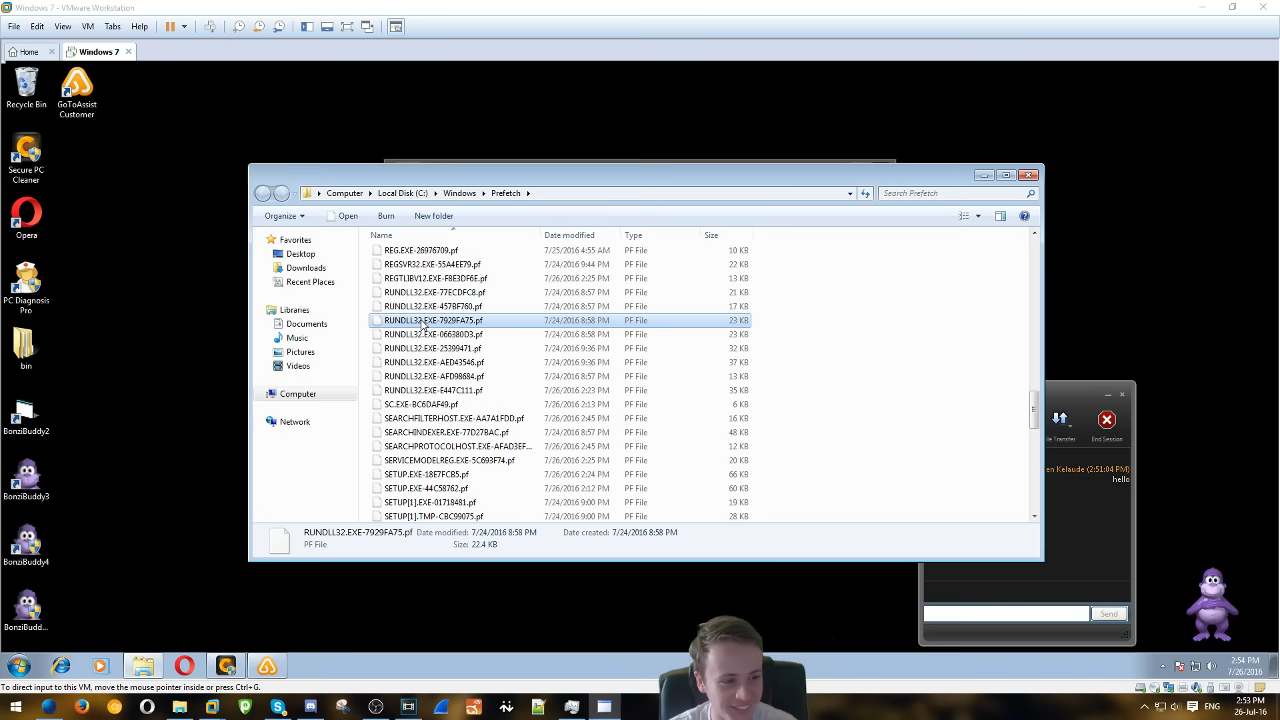 Windows 7 - VMware Workstation
File Edit View VM Tabs Help
Home Windows 7
Recycle Bin
GoToAssist Customer
Secure PC Cleaner
Opera
PC Diagnosis Pro
bin
BonziBuddy2
BonziBuddy3
BonziBuddy4
BonziBudd...
Computer Local Disk (C:) Windows Prefetch
Search Prefetch
Organize Open Burn New folder
Favorites
Desktop
Downloads
Recent Places
Libraries
Documents
Music
Pictures
Videos
Computer
Network
Name Date modified Type Size
REG.EXE-26976709.pf 7/25/2016 4:55 AM PF File 10 KB
REGSVR32.EXE-55A4EE79.pf 7/24/2016 9:44 PM PF File 22 KB
REGTLIBV12.EXE-F8E3DF6E.pf 7/26/2016 2:25 PM PF File 13 KB
RUNDLL32.EXE-77ECDFC8.pf 7/24/2016 8:57 PM PF File 21 KB
RUNDLL32.EXE-457BF760.pf 7/24/2016 8:57 PM PF File 17 KB
RUNDLL32.EXE-7929FA75.pf 7/24/2016 8:58 PM PF File 23 KB
RUNDLL32.EXE-066380D3.pf 7/24/2016 8:58 PM PF File 29 KB
RUNDLL32.EXE-25399471.pf 7/24/2016 9:36 PM PF File 32 KB
RUNDLL32.EXE-AED43546.pf 7/24/2016 9:36 PM PF File 37 KB
RUNDLL32.EXE-AFD98684.pf 7/24/2016 8:57 PM PF File 13 KB
RUNDLL32.EXE-F447C111.pf 7/26/2016 2:23 PM PF File 35 KB
SC.EXE-BC6DAF49.pf 7/24/2016 8:57 PM PF File 6 KB
SEARCHFILTERHOST.EXE-AA7A1FDD.pf 7/26/2016 2:45 PM PF File 16 KB
SEARCHINDEXER.EXE-77D27BAC.pf 7/24/2016 8:57 PM PF File 48 KB
SEARCHPROTOCOLHOST.EXE-AFAD3EF... 7/26/2016 2:45 PM PF File 12 KB
SERVICEMODELREG.EXE-5C693F74.pf 7/26/2016 2:25 PM PF File 20 KB
SETUP.EXE-18E7FCB5.pf 7/26/2016 2:24 PM PF File 66 KB
SETUP.EXE-44C58762.pf 7/26/2016 2:12 PM PF File 60 KB
SETUP[1].EXE-01718481.pf 7/24/2016 9:00 PM PF File 19 KB
SETUP[1].TMP-CBC99075.pf 7/24/2016 9:00 PM PF File 28 KB
RUNDLL32.EXE-7929FA75.pf Date modified: 7/24/2016 8:58 PM Date created: 7/24/2016 8:58 PM
PF File Size: 22.4 KB
Transfer End Session
en Kelaude (2:51:04 PM)
hello
Send
2:54 PM
7/26/2016
To direct input to this VM, move the mouse pointer inside or press Ctrl+G.
ENG
2:53 PM
26-Jul-16